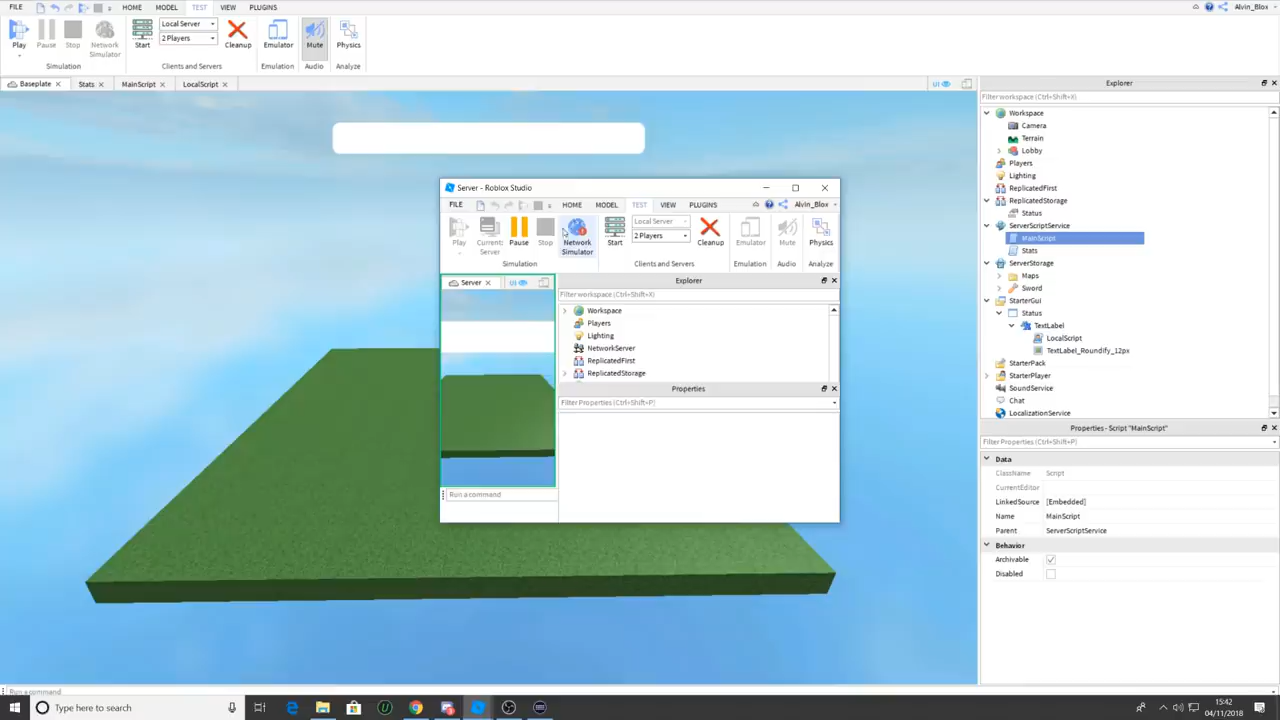 FILE HOME MODEL TEST VIEW PLUGINS Alvin_Blox
Play Pause Stop Network Simulator
Start Local Server 2 Players Cleanup
Emulator Mute Physics
Simulation Clients and Servers Emulation Audio Analyze
Baseplate Stats MainScript LocalScript UI
Explorer
Filter workspace (Ctrl+Shift+X)
Workspace
Camera
Terrain
Lobby
Players
Lighting
ReplicatedFirst
ReplicatedStorage
Status
ServerScriptService
MainScript
Stats
ServerStorage
Maps
Sword
StarterGui
Status
TextLabel
LocalScript
TextLabel_Roundify_12px
StarterPack
StarterPlayer
SoundService
Chat
LocalizationService
Properties - Script "MainScript"
Filter Properties (Ctrl+Shift+P)
Data
ClassName Script
CurrentEditor
LinkedSource [Embedded]
Name MainScript
Parent ServerScriptService
Behavior
Archivable
Disabled
Server - Roblox Studio
FILE HOME MODEL TEST VIEW PLUGINS Alvin_Blox
Play Current: Server Pause Stop Network Simulator
Start Local Server 2 Players Cleanup
Emulator Mute Physics
Simulation Clients and Servers Emulation Audio Analyze
Server UI
Explorer
Filter workspace (Ctrl+Shift+X)
Workspace
Players
Lighting
NetworkServer
ReplicatedFirst
ReplicatedStorage
Properties
Filter Properties (Ctrl+Shift+P)
Run a command
Run a command
Type here to search
15:42
04/11/2018